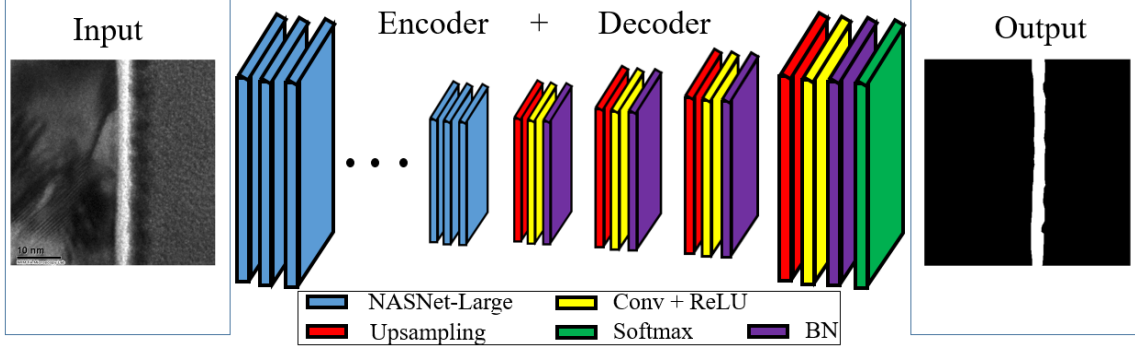 Input
Encoder + Decoder
Output
10 nm
NASNet-Large
Conv + ReLU
Upsampling
Softmax
BN